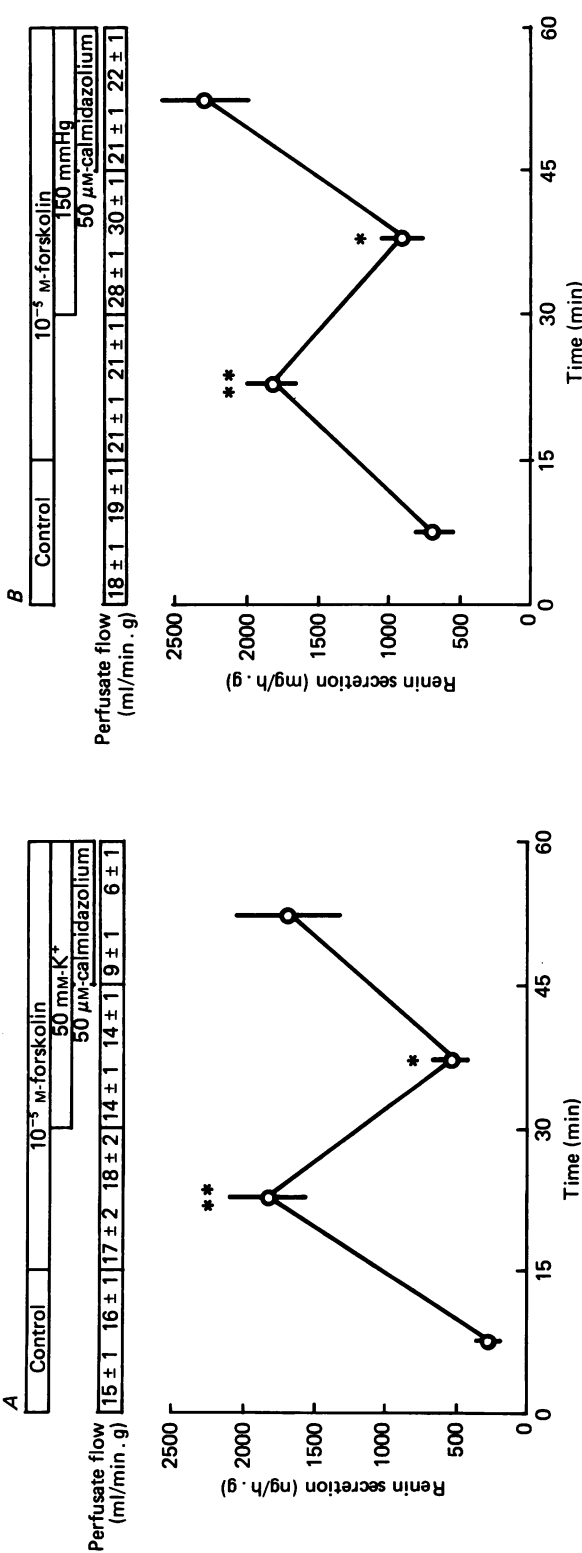 A
Control
10⁻⁵ M-forskolin
50 mM-K⁺
50 μM-calmidazolium
Perfusate flow
(ml/min . g)
15 ± 1 16 ± 1 17 ± 2 18 ± 2 14 ± 1 14 ± 1 9 ± 1 6 ± 1
**
*
2500
2000
1500
1000
500
Renin secretion (ng/h . g)
0 15 30 45 60
Time (min)
B
Control
10⁻⁵ M-forskolin
150 mmHg
50 μM-calmidazolium
Perfusate flow
(ml/min . g)
18 ± 1 19 ± 1 21 ± 1 21 ± 1 28 ± 1 30 ± 1 21 ± 1 22 ± 1
**
*
2500
2000
1500
1000
500
0
Renin secretion (mg/h . g)
0 15 30 45 60
Time (min)